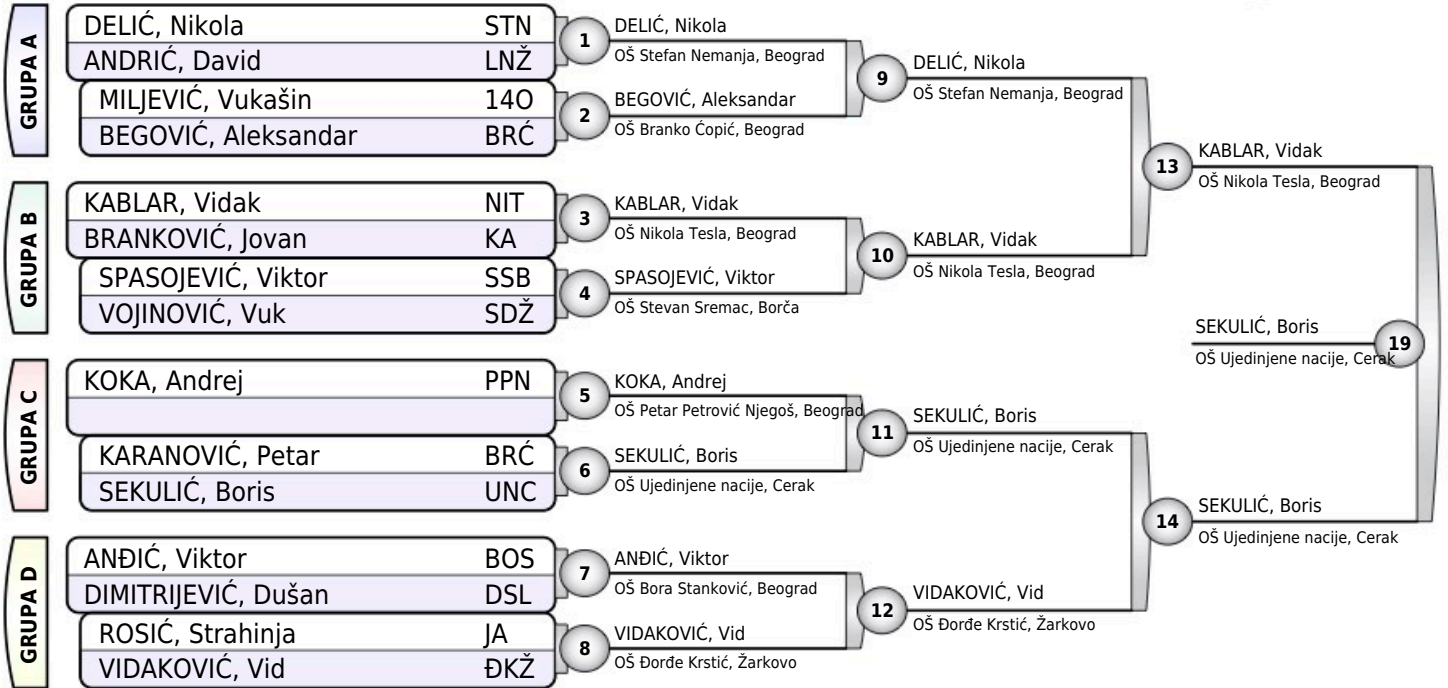 GRUPA A
DELIĆ, Nikola STN
ANDRIĆ, David LNŽ
MILJEVIĆ, Vukašin 14O
BEGOVIĆ, Aleksandar BRĆ
GRUPA B
KABLAR, Vidak NIT
BRANKOVIĆ, Jovan KA
SPASOJEVIĆ, Viktor SSB
VOJINOVIĆ, Vuk SDŽ
GRUPA C
KOKA, Andrej PPN
KARANOVIĆ, Petar BRĆ
SEKULIĆ, Boris UNC
GRUPA D
ANĐIĆ, Viktor BOS
DIMITRIJEVIĆ, Dušan DSL
ROSIĆ, Strahinja JA
VIDAKOVIĆ, Vid ĐKŽ
1
DELIĆ, Nikola
OŠ Stefan Nemanja, Beograd
2
BEGOVIĆ, Aleksandar
OŠ Branko Ćopić, Beograd
3
KABLAR, Vidak
OŠ Nikola Tesla, Beograd
4
SPASOJEVIĆ, Viktor
OŠ Stevan Sremac, Borča
5
KOKA, Andrej
OŠ Petar Petrović Njegoš, Beograd
6
SEKULIĆ, Boris
OŠ Ujedinjene nacije, Cerak
7
ANĐIĆ, Viktor
OŠ Bora Stanković, Beograd
8
VIDAKOVIĆ, Vid
OŠ Đorđe Krstić, Žarkovo
9
DELIĆ, Nikola
OŠ Stefan Nemanja, Beograd
10
KABLAR, Vidak
OŠ Nikola Tesla, Beograd
11
SEKULIĆ, Boris
OŠ Ujedinjene nacije, Cerak
12
VIDAKOVIĆ, Vid
OŠ Đorđe Krstić, Žarkovo
13
KABLAR, Vidak
OŠ Nikola Tesla, Beograd
14
SEKULIĆ, Boris
OŠ Ujedinjene nacije, Cerak
SEKULIĆ, Boris
OŠ Ujedinjene nacije, Cerak
19